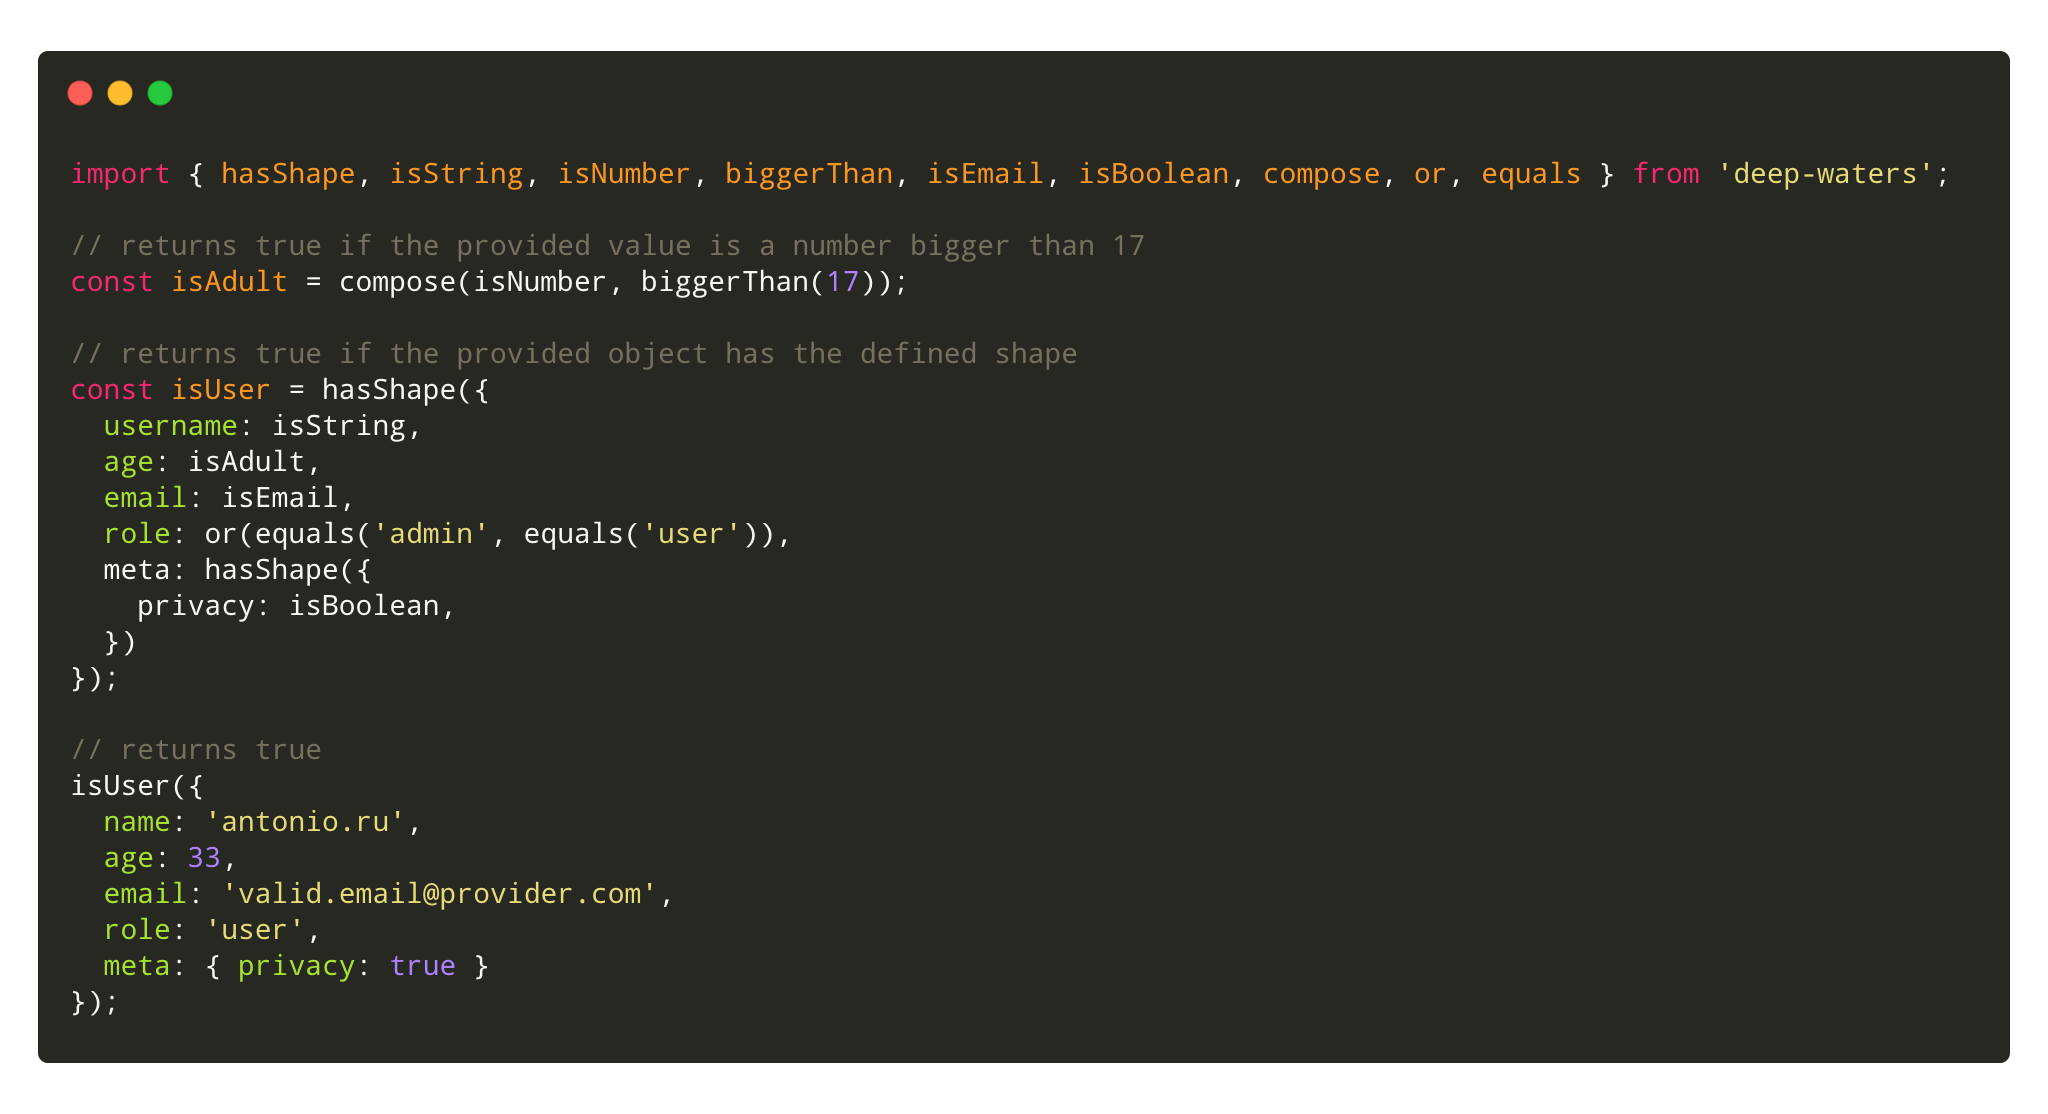 import { hasShape, isString, isNumber, biggerThan, isEmail, isBoolean, compose, or, equals } from 'deep-waters';

// returns true if the provided value is a number bigger than 17
const isAdult = compose(isNumber, biggerThan(17));

// returns true if the provided object has the defined shape
const isUser = hasShape({
  username: isString,
  age: isAdult,
  email: isEmail,
  role: or(equals('admin', equals('user')),
  meta: hasShape({
    privacy: isBoolean,
  })
});

// returns true
isUser({
  name: 'antonio.ru',
  age: 33,
  email: 'valid.email@provider.com',
  role: 'user',
  meta: { privacy: true }
});